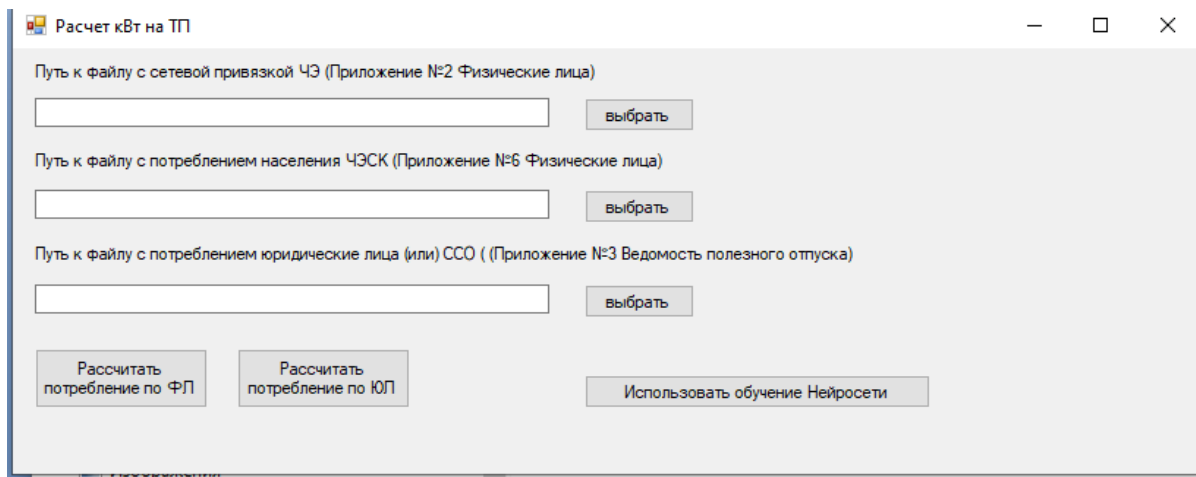 Расчет кВт на ТП
Путь к файлу с сетевой привязкой ЧЭ (Приложение №2 Физические лица)
выбрать
Путь к файлу с потреблением населения ЧЭСК (Приложение №6 Физические лица)
выбрать
Путь к файлу с потреблением юридические лица (или) ССО ( (Приложение №3 Ведомость полезного отпуска)
выбрать
Рассчитать
потребление по ФЛ
Рассчитать
потребление по ЮЛ
Использовать обучение Нейросети